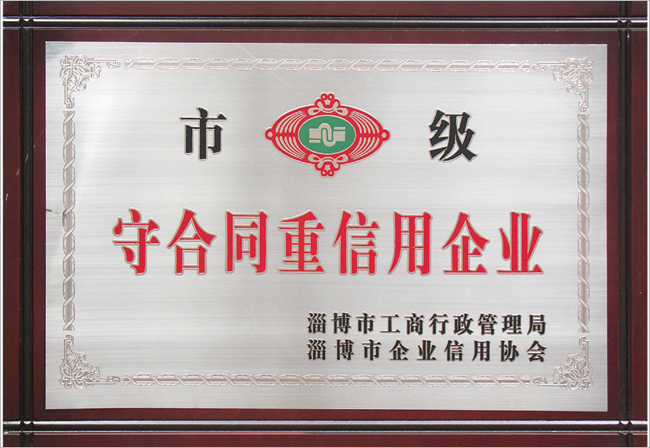 市 级
守合同重信用企业
淄博市工商行政管理局
淄博市企业信用协会